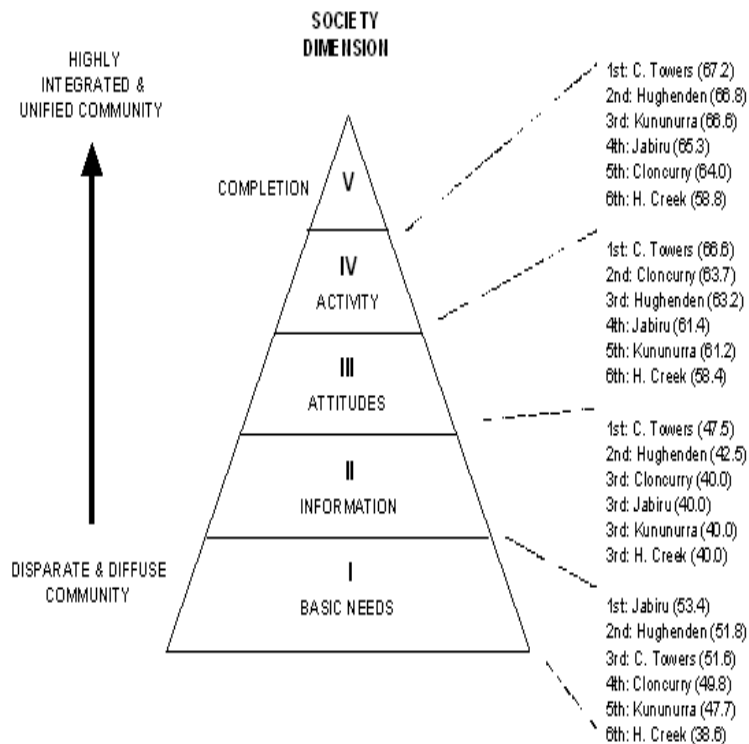 SOCIETY
DIMENSION
HIGHLY
INTEGRATED &
UNIFIED COMMUNITY
COMPLETION
V
IV
ACTIVITY
III
ATTITUDES
II
INFORMATION
I
BASIC NEEDS
DISPARATE & DIFFUSE
COMMUNITY
1st: C. Towers (67.2)
2nd: Hughenden (66.8)
3rd: Kununurra (66.6)
4th: Jabiru (65.3)
5th: Cloncurry (64.0)
6th: H. Creek (58.8)
1st: C. Towers (66.6)
2nd: Cloncurry (63.7)
3rd: Hughenden (63.2)
4th: Jabiru (61.4)
5th: Kununurra (61.2)
6th: H. Creek (58.4)
1st: C. Towers (47.5)
2nd: Hughenden (42.5)
3rd: Cloncurry (40.0)
3rd: Jabiru (40.0)
3rd: Kununurra (40.0)
3rd: H. Creek (40.0)
1st: Jabiru (53.4)
2nd: Hughenden (51.8)
3rd: C. Towers (51.6)
4th: Cloncurry (49.8)
5th: Kununurra (47.7)
6th: H. Creek (38.6)